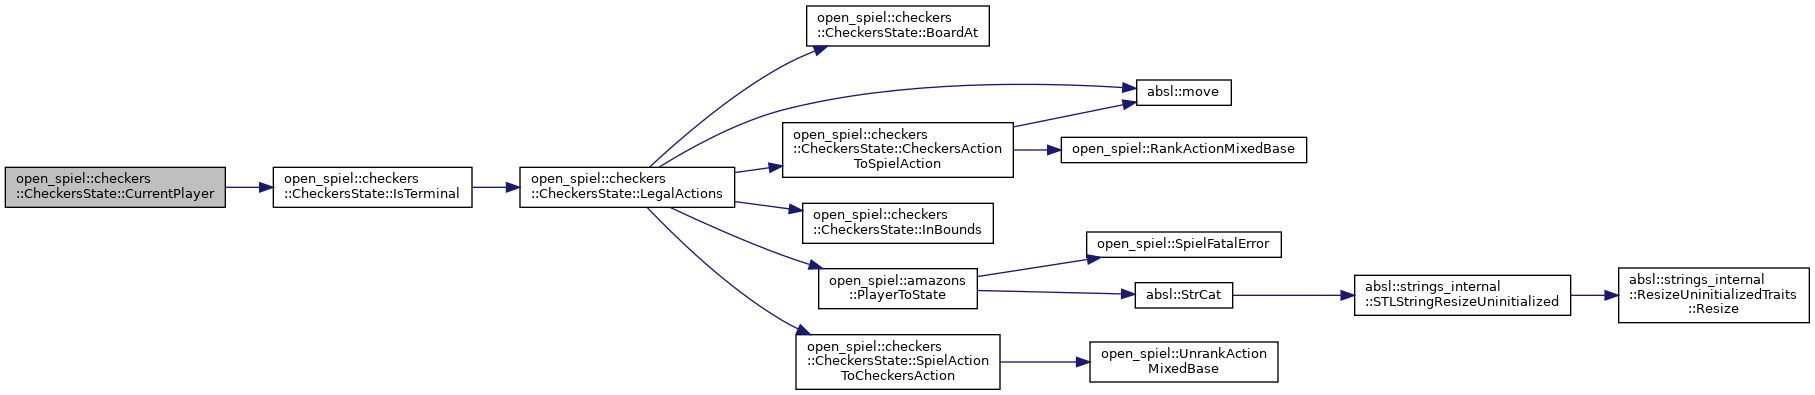 open_spiel::checkers
::CheckersState::CurrentPlayer
open_spiel::checkers
::CheckersState::IsTerminal
open_spiel::checkers
::CheckersState::LegalActions
open_spiel::checkers
::CheckersState::BoardAt
absl::move
open_spiel::checkers
::CheckersState::CheckersAction
ToSpielAction
open_spiel::RankActionMixedBase
open_spiel::checkers
::CheckersState::InBounds
open_spiel::amazons
::PlayerToState
open_spiel::SpielFatalError
absl::StrCat
absl::strings_internal
::STLStringResizeUninitialized
absl::strings_internal
::ResizeUninitializedTraits
::Resize
open_spiel::checkers
::CheckersState::SpielAction
ToCheckersAction
open_spiel::UnrankAction
MixedBase